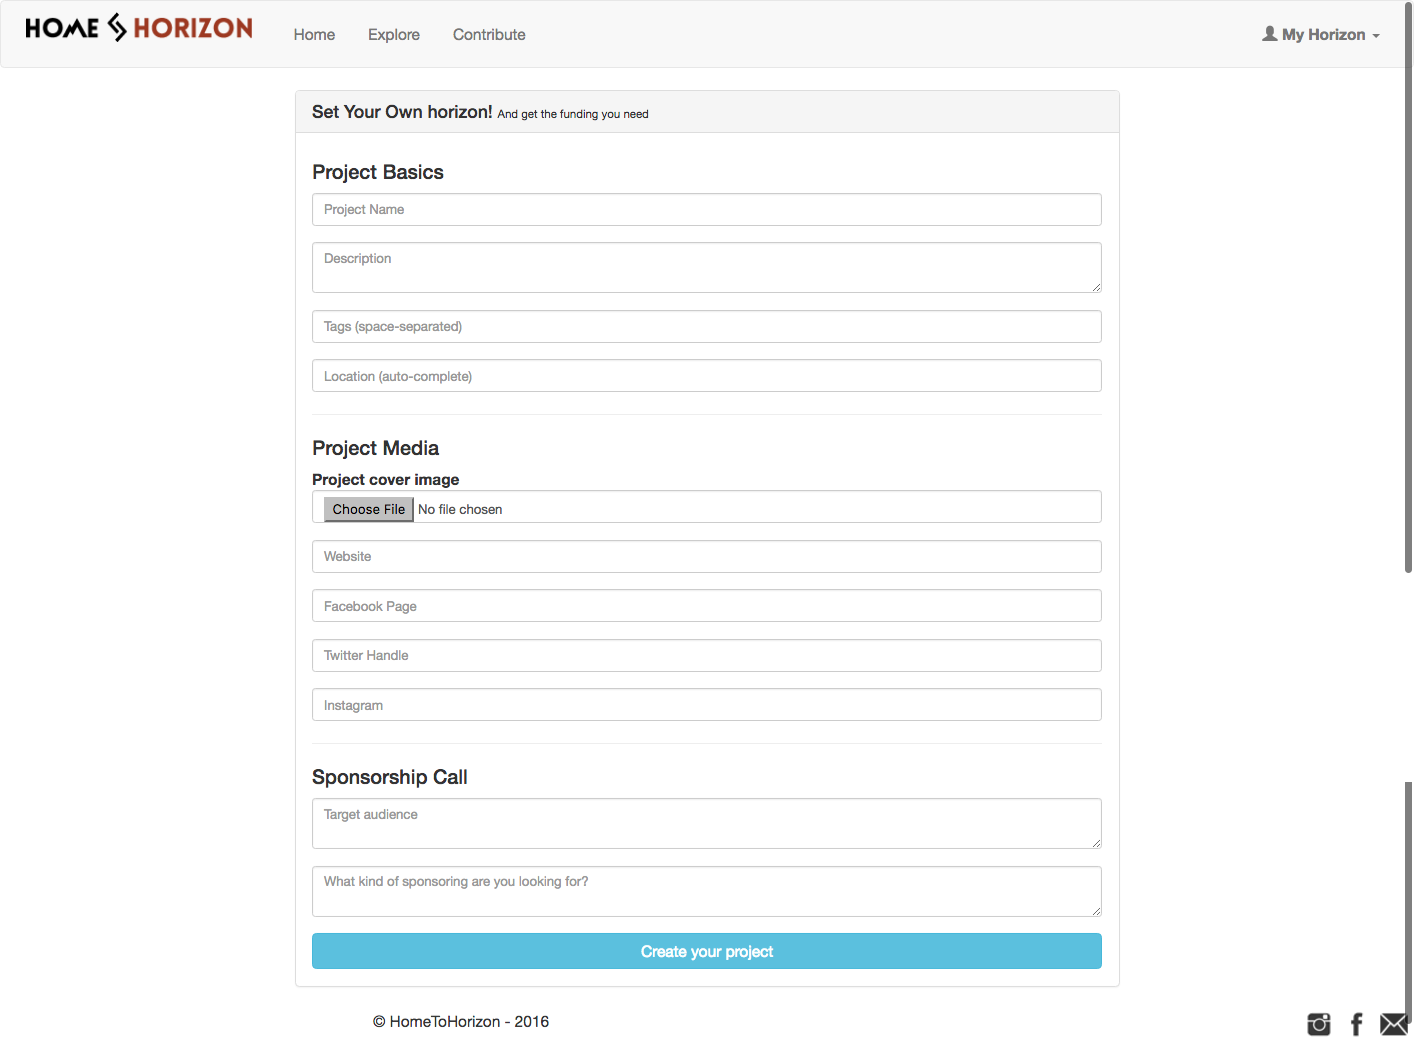 HOME HORIZON Home Explore Contribute My Horizon
Set Your Own horizon! And get the funding you need
Project Basics
Project Name
Description
Tags (space-separated)
Location (auto-complete)
Project Media
Project cover image
Choose File No file chosen
Website
Facebook Page
Twitter Handle
Instagram
Sponsorship Call
Target audience
What kind of sponsoring are you looking for?
Create your project
© HomeToHorizon - 2016